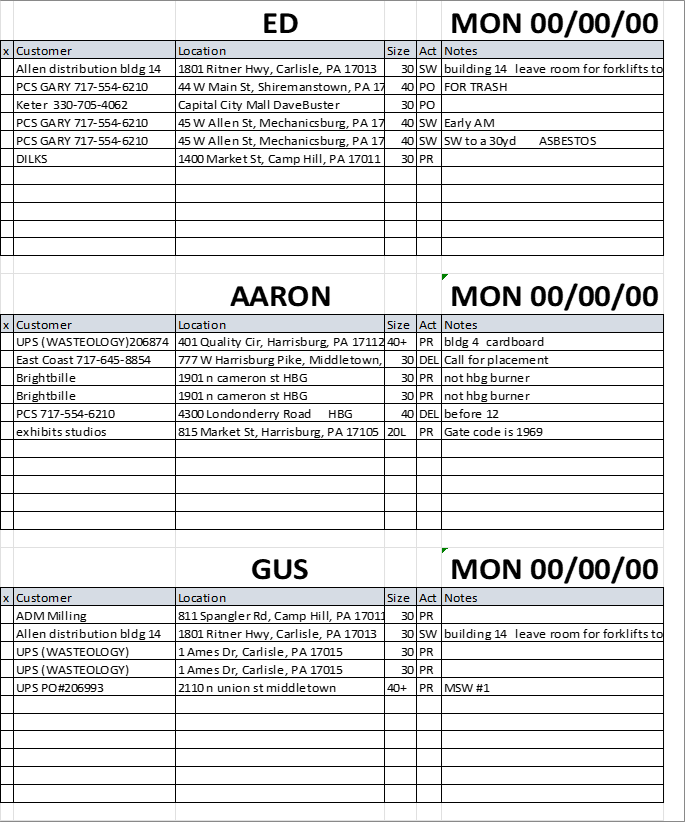 ED MON 00/00/00
x Customer Location Size Act Notes
Allen distribution bldg 14 1801 Ritner Hwy, Carlisle, PA 17013 30 SW building 14 leave room for forklifts to
PCS GARY 717-554-6210 44 W Main St, Shiremanstown, PA 17 40 PO FOR TRASH
Keter 330-705-4062 Capital City Mall DaveBuster 30 PO
PCS GARY 717-554-6210 45 W Allen St, Mechanicsburg, PA 17 40 SW Early AM
PCS GARY 717-554-6210 45 W Allen St, Mechanicsburg, PA 17 40 SW SW to a 30yd ASBESTOS
DILKS 1400 Market St, Camp Hill, PA 17011 30 PR
AARON MON 00/00/00
x Customer Location Size Act Notes
UPS (WASTEOLOGY)206874 401 Quality Cir, Harrisburg, PA 17112 40+ PR bldg 4 cardboard
East Coast 717-645-8854 777 W Harrisburg Pike, Middletown, 30 DEL Call for placement
Brightbille 1901 n cameron st HBG 30 PR not hbg burner
Brightbille 1901 n cameron st HBG 30 PR not hbg burner
PCS 717-554-6210 4300 Londonderry Road HBG 40 DEL before 12
exhibits studios 815 Market St, Harrisburg, PA 17105 20L PR Gate code is 1969
GUS MON 00/00/00
x Customer Location Size Act Notes
ADM Milling 811 Spangler Rd, Camp Hill, PA 17011 30 PR
Allen distribution bldg 14 1801 Ritner Hwy, Carlisle, PA 17013 30 SW building 14 leave room for forklifts to
UPS (WASTEOLOGY) 1 Ames Dr, Carlisle, PA 17015 30 PR
UPS (WASTEOLOGY) 1 Ames Dr, Carlisle, PA 17015 30 PR
UPS PO#206993 2110 n union st middletown 40+ PR MSW #1